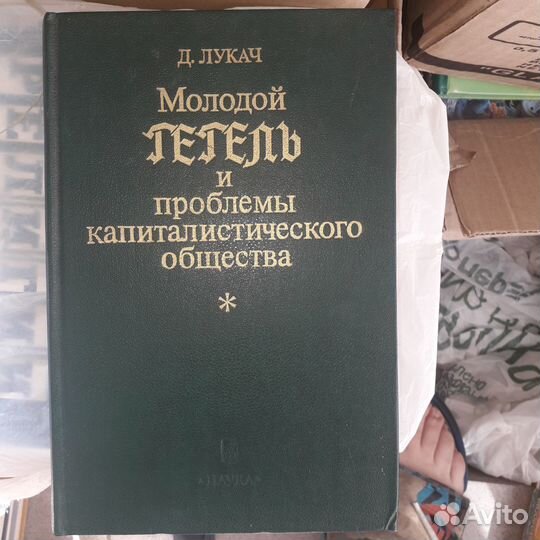 Д. ЛУКАЧ
Молодой
ГЕГЕЛЬ
и
проблемы
капиталистического
общества
*
«НАУКА»
Avito